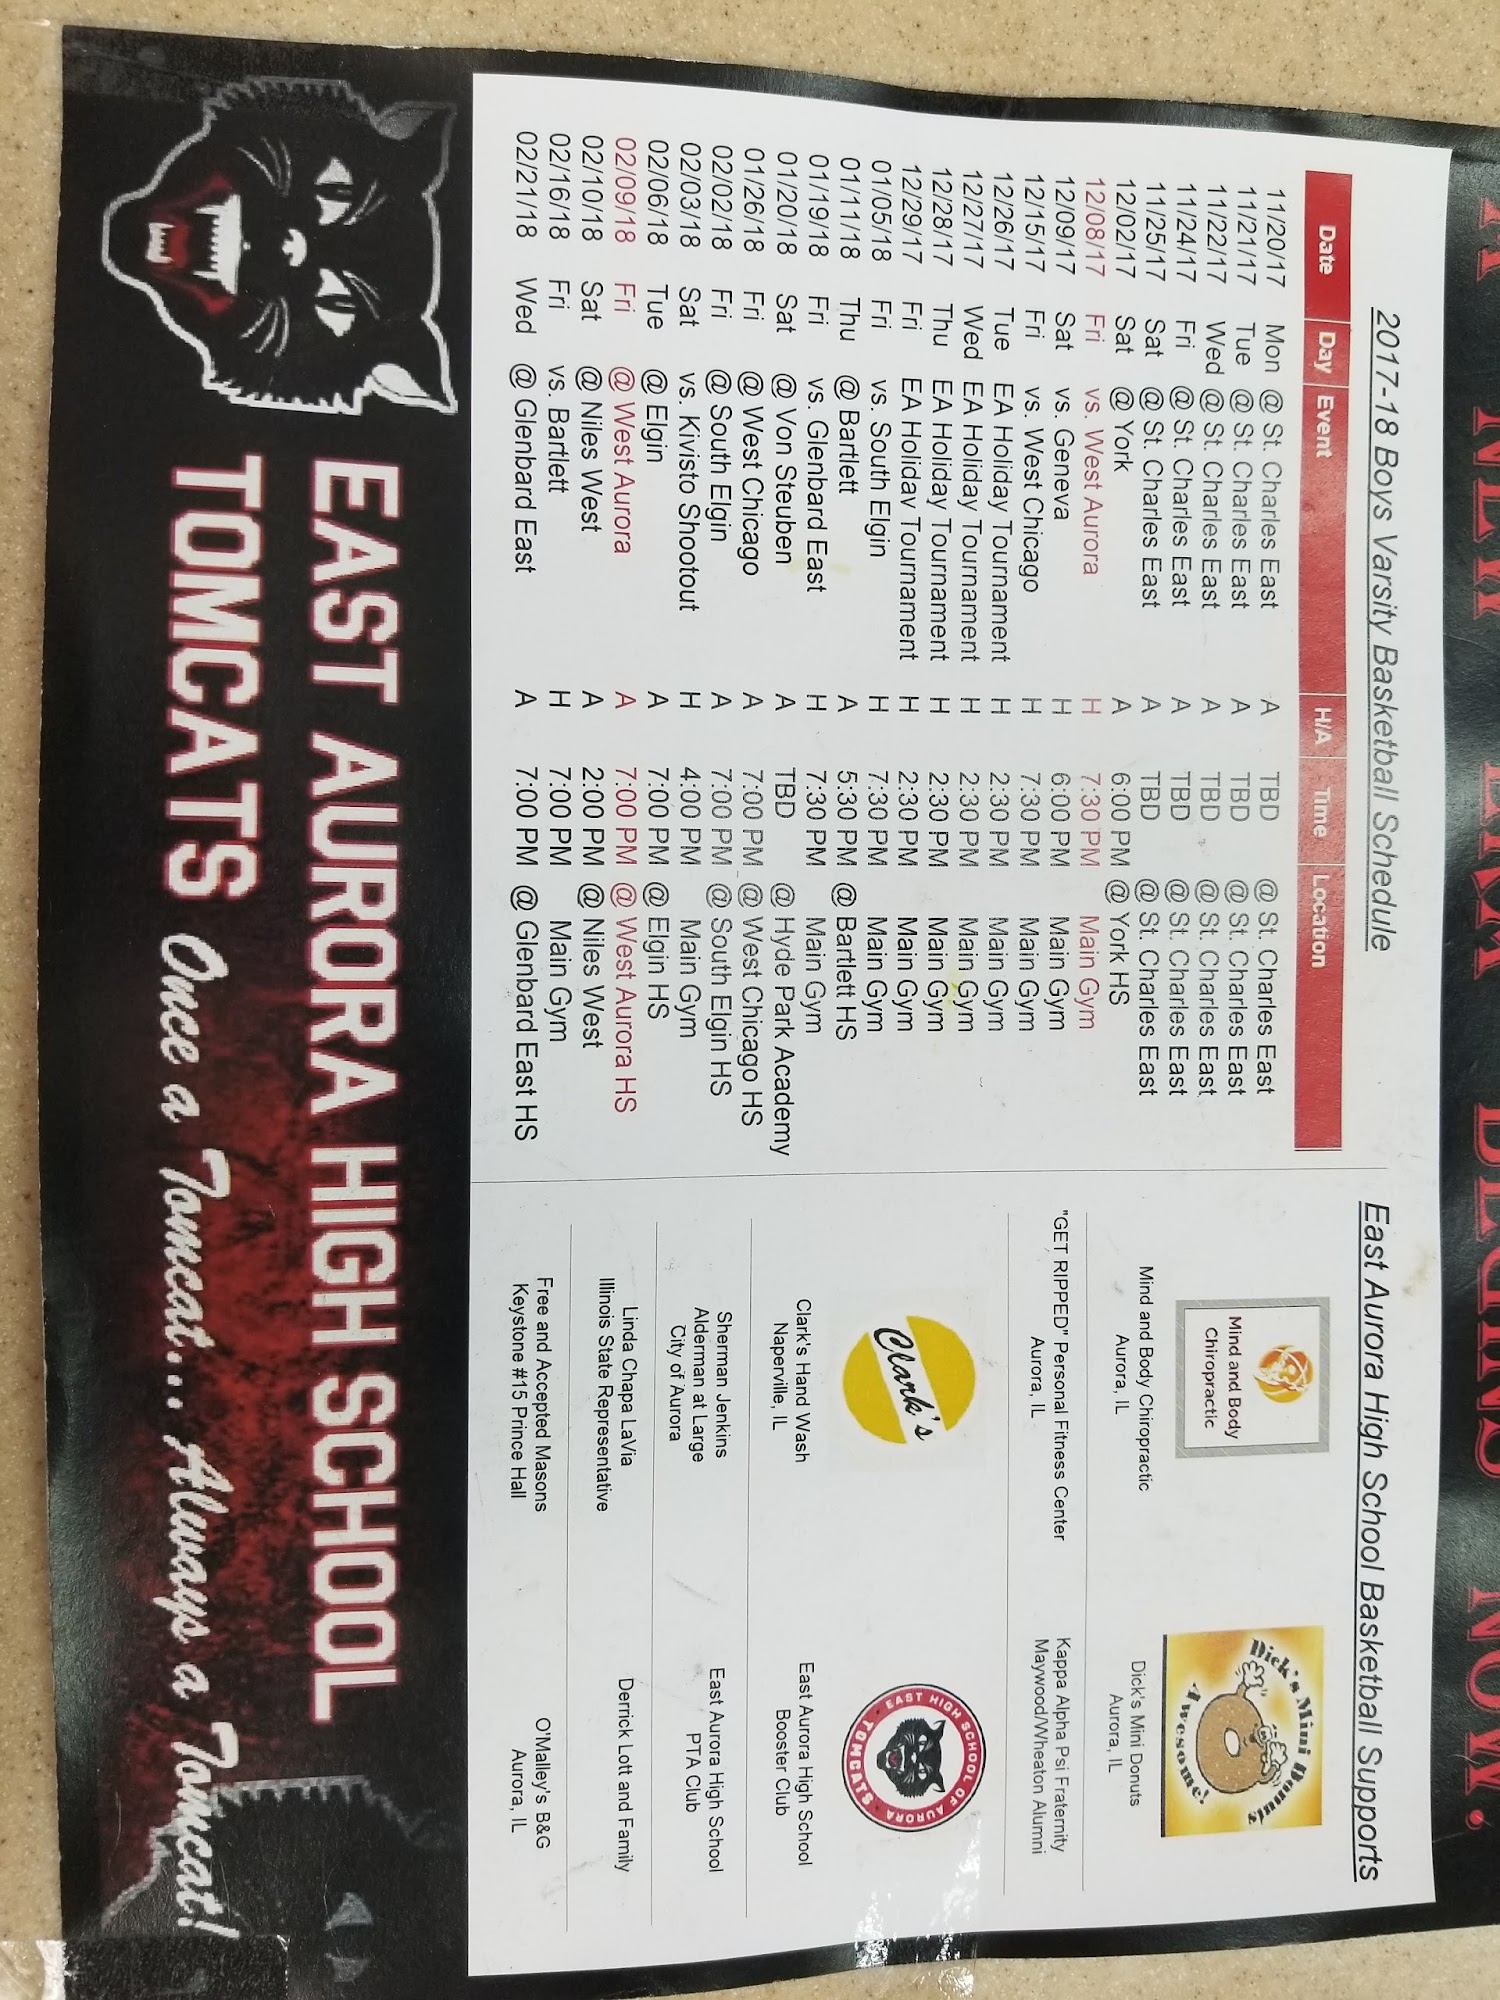 A NEW ERA BEGINS NOW.
2017-18 Boys Varsity Basketball Schedule
Date Day Event H/A Time Location
11/20/17 Mon @ St. Charles East A TBD @ St. Charles East
11/21/17 Tue @ St. Charles East A TBD @ St. Charles East
11/22/17 Wed @ St. Charles East A TBD @ St. Charles East
11/24/17 Fri @ St. Charles East A TBD @ St. Charles East
11/25/17 Sat @ St. Charles East A TBD @ St. Charles East
12/02/17 Sat @ York A 6:00 PM @ York HS
12/08/17 Fri vs. West Aurora H 7:30 PM Main Gym
12/09/17 Sat vs. Geneva H 6:00 PM Main Gym
12/15/17 Fri vs. West Chicago H 7:30 PM Main Gym
12/26/17 Tue EA Holiday Tournament H 2:30 PM Main Gym
12/27/17 Wed EA Holiday Tournament H 2:30 PM Main Gym
12/28/17 Thu EA Holiday Tournament H 2:30 PM Main Gym
12/29/17 Fri EA Holiday Tournament H 2:30 PM Main Gym
01/05/18 Fri vs. South Elgin H 7:30 PM Main Gym
01/11/18 Thu @ Bartlett A 5:30 PM @ Bartlett HS
01/19/18 Fri vs. Glenbard East H 7:30 PM Main Gym
01/20/18 Sat @ Von Steuben A TBD @ Hyde Park Academy
01/26/18 Fri @ West Chicago A 7:00 PM @ West Chicago HS
02/02/18 Fri @ South Elgin A 7:00 PM @ South Elgin HS
02/03/18 Sat vs. Kivisto Shootout H 4:00 PM Main Gym
02/06/18 Tue @ Elgin A 7:00 PM @ Elgin HS
02/09/18 Fri @ West Aurora A 7:00 PM @ West Aurora HS
02/10/18 Sat @ Niles West A 2:00 PM @ Niles West
02/16/18 Fri vs. Bartlett H 7:00 PM Main Gym
02/21/18 Wed @ Glenbard East A 7:00 PM @ Glenbard East HS
East Aurora High School Basketball Supports
Mind and Body
Chiropractic
Mind and Body Chiropractic
Aurora, IL
Dick's Mini Donuts
Awesome!
Dick's Mini Donuts
Aurora, IL
"GET RIPPED" Personal Fitness Center
Aurora, IL
Kappa Alpha Psi Fraternity
Maywood/Wheaton Alumni
Clark's
Clark's Hand Wash
Naperville, IL
EAST HIGH SCHOOL OF AURORA
TOMCATS
East Aurora High School
Booster Club
Sherman Jenkins
Alderman at Large
City of Aurora
East Aurora High School
PTA Club
Linda Chapa LaVia
Illinois State Representative
Derrick Lott and Family
Free and Accepted Masons
Keystone #15 Prince Hall
O'Malley's B&G
Aurora, IL
EAST AURORA HIGH SCHOOL
TOMCATS Once a Tomcat... Always a Tomcat!